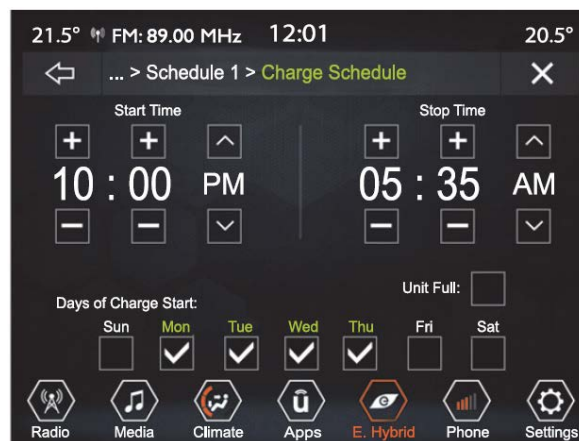 21.5° FM: 89.00 MHz 12:01 20.5°
... > Schedule 1 > Charge Schedule
Start Time Stop Time
10 : 00 PM 05 : 35 AM
Unit Full:
Days of Charge Start:
Sun Mon Tue Wed Thu Fri Sat
Radio Media Climate Apps E. Hybrid Phone Settings